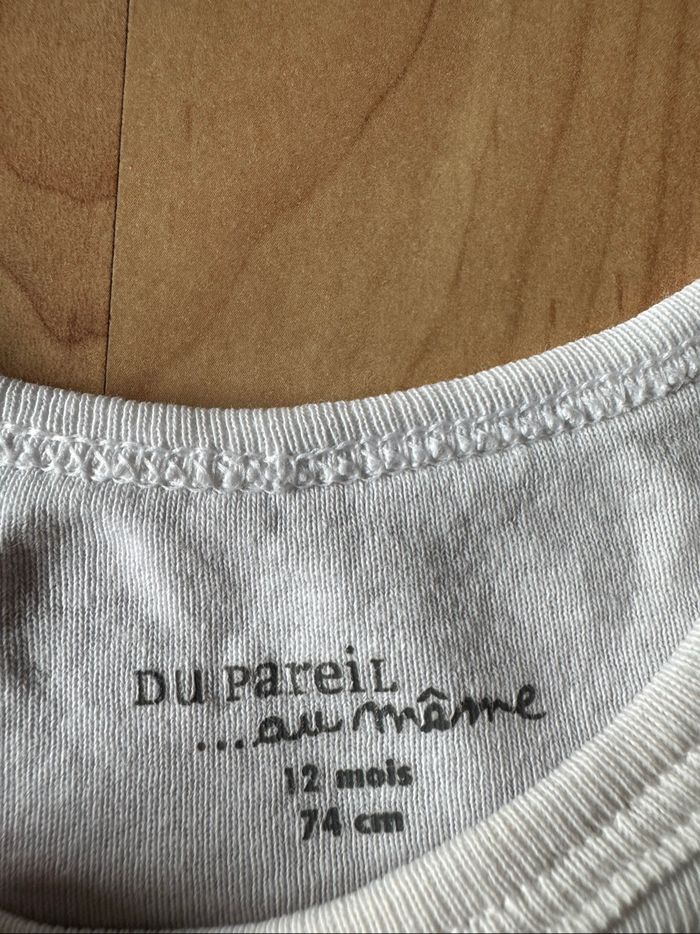 DU PareiL
...au même
12 mois
74 cm